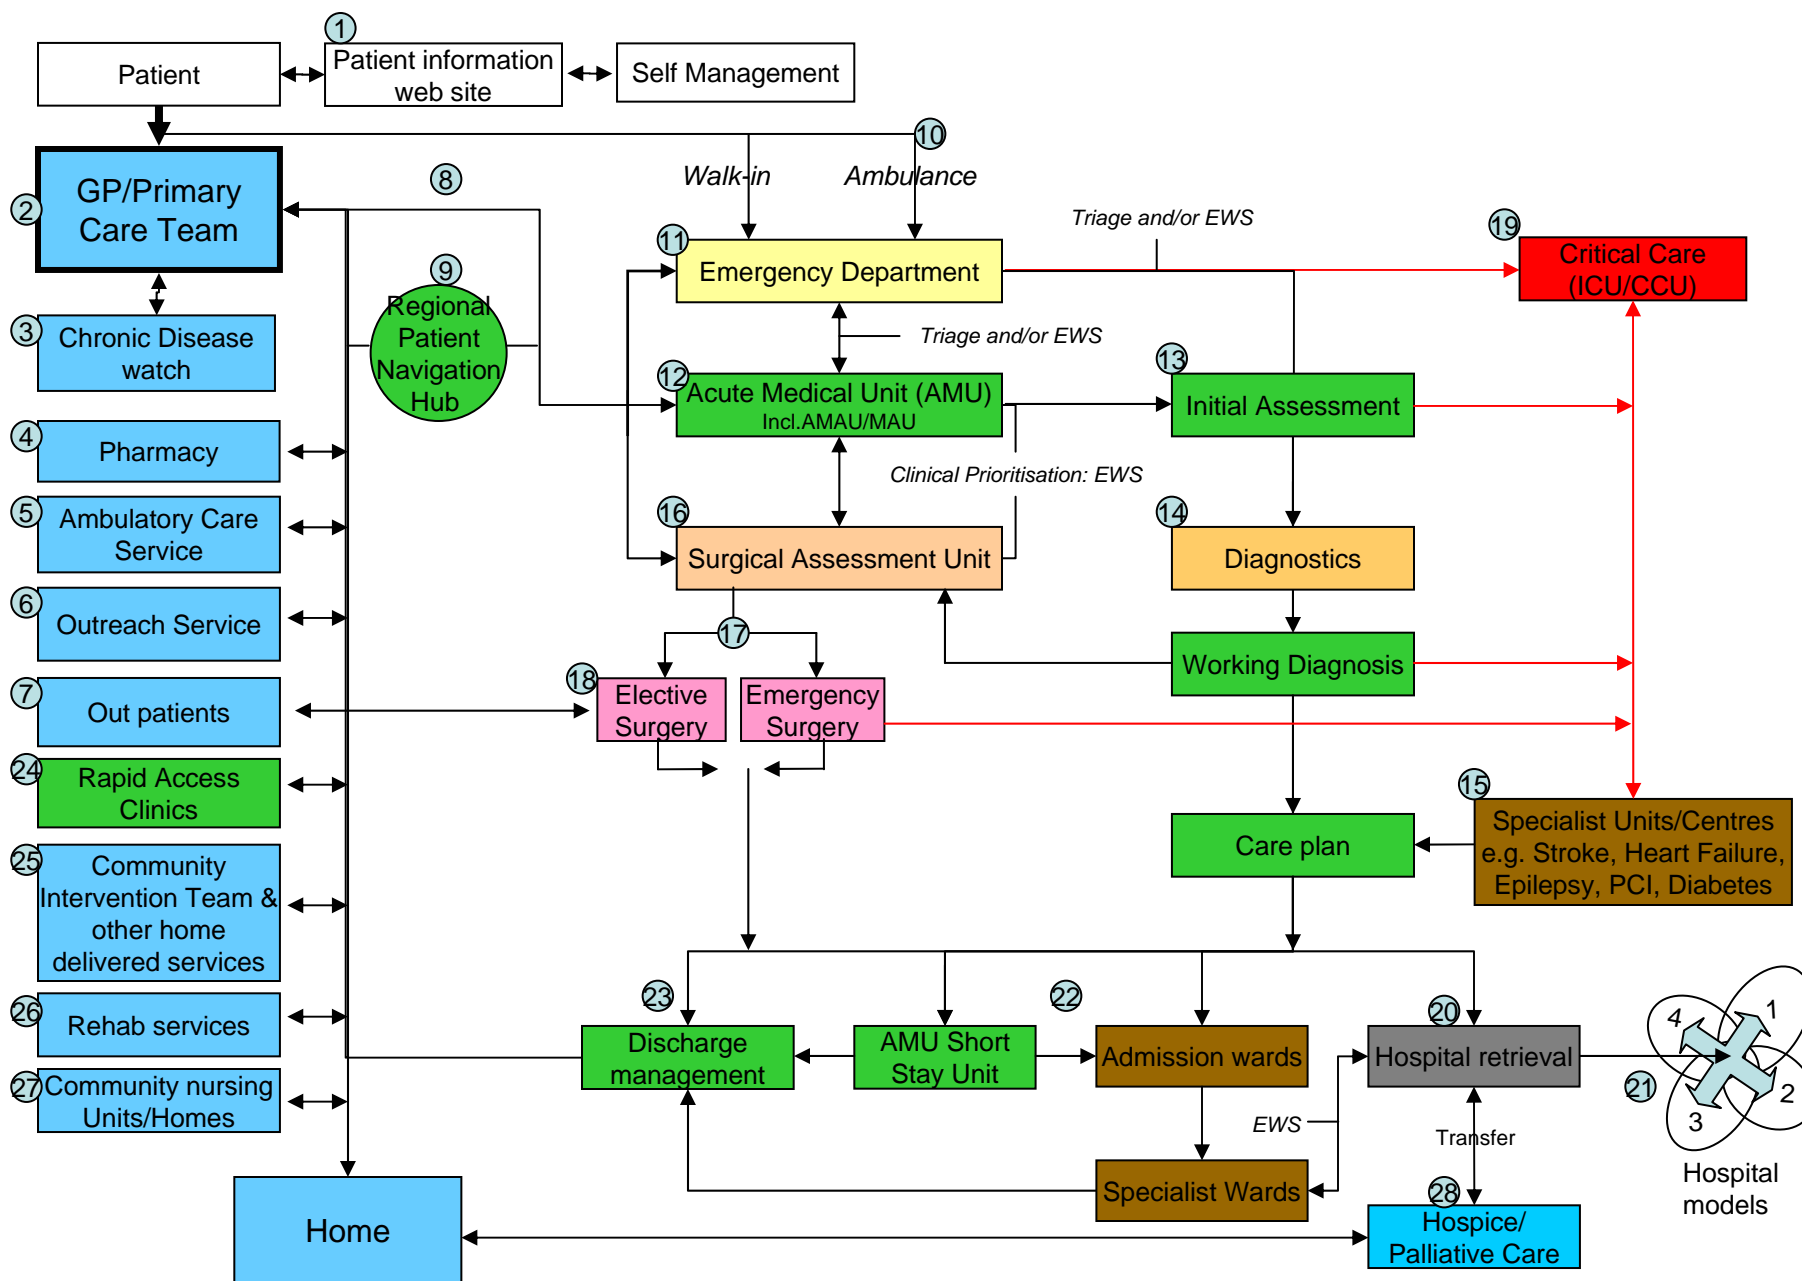 1
Patient
Patient information
web site
Self Management
10
Walk-in
Ambulance
2
GP/Primary
Care Team
8
Triage and/or EWS
11
Emergency Department
19
Critical Care
(ICU/CCU)
9
Regional
Patient
Navigation
Hub
3
Chronic Disease
watch
Triage and/or EWS
12
Acute Medical Unit (AMU)
Incl.AMAU/MAU
13
Initial Assessment
4
Pharmacy
Clinical Prioritisation: EWS
5
Ambulatory Care
Service
16
Surgical Assessment Unit
14
Diagnostics
6
Outreach Service
17
Working Diagnosis
7
Out patients
18
Elective
Surgery
Emergency
Surgery
24
Rapid Access
Clinics
15
Specialist Units/Centres
e.g. Stroke, Heart Failure,
Epilepsy, PCI, Diabetes
Care plan
25
Community
Intervention Team &
other home
delivered services
23
22
20
26
Rehab services
Discharge
management
AMU Short
Stay Unit
Admission wards
Hospital retrieval
21
4
1
2
3
Hospital
models
27
Community nursing
Units/Homes
EWS
Transfer
Specialist Wards
28
Hospice/
Palliative Care
Home